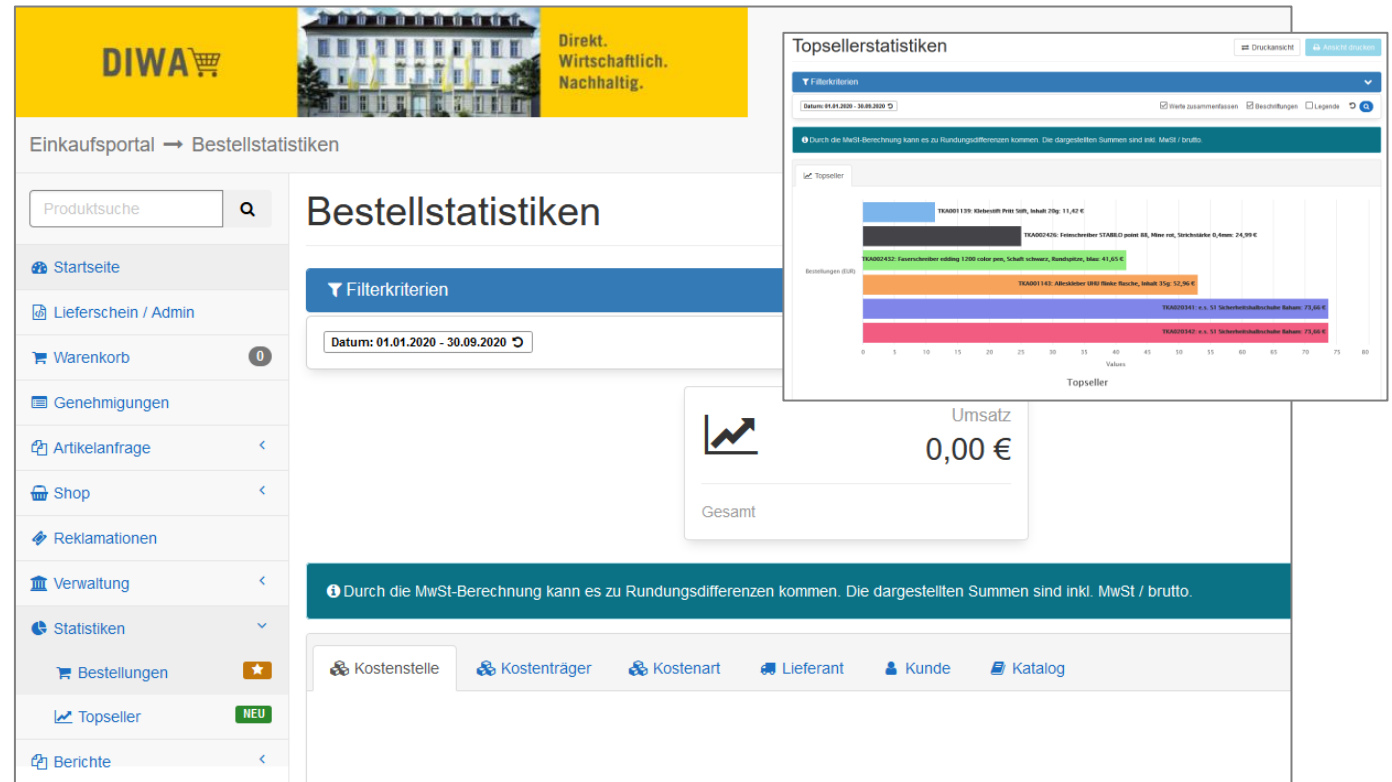 DIWA
Direkt.
Wirtschaftlich.
Nachhaltig.
Einkaufsportal → Bestellstatistiken
Produktsuche
Startseite
Lieferschein / Admin
Warenkorb 0
Genehmigungen
Artikelanfrage
Shop
Reklamationen
Verwaltung
Statistiken
Bestellungen
Topseller NEU
Berichte
Bestellstatistiken
Filterkriterien
Datum: 01.01.2020 - 30.09.2020
Umsatz
0,00 €
Gesamt
Durch die MwSt-Berechnung kann es zu Rundungsdifferenzen kommen. Die dargestellten Summen sind inkl. MwSt / brutto.
Kostenstelle Kostenträger Kostenart Lieferant Kunde Katalog
Topsellerstatistiken
Druckansicht Ansicht drucken
Filterkriterien
Datum: 01.01.2020 - 30.09.2020 Werte zusammenfassen Beschriftungen Legende
Durch die MwSt-Berechnung kann es zu Rundungsdifferenzen kommen. Die dargestellten Summen sind inkl. MwSt / brutto.
Topseller
TKA001139: Klebestift Pritt Stift, Inhalt 20g: 11,42 €
TKA002426: Feinschreiber STABILO point 88, Mine rot, Strichstärke 0,4mm: 24,99 €
TKA002432: Faserschreiber edding 1200 color pen, Schaft schwarz, Rundspitze, blau: 41,65 €
Bestellungen (EUR)
TKA001143: Alleskleber UHU flinke flasche, Inhalt 35g: 52,96 €
TKA020341: e.s. S1 Sicherheitshalbschuhe Baham: 73,66 €
TKA020342: e.s. S1 Sicherheitshalbschuhe Baham: 73,66 €
0 5 10 15 20 25 30 35 40 45 50 55 60 65 70 75 80
Values
Topseller